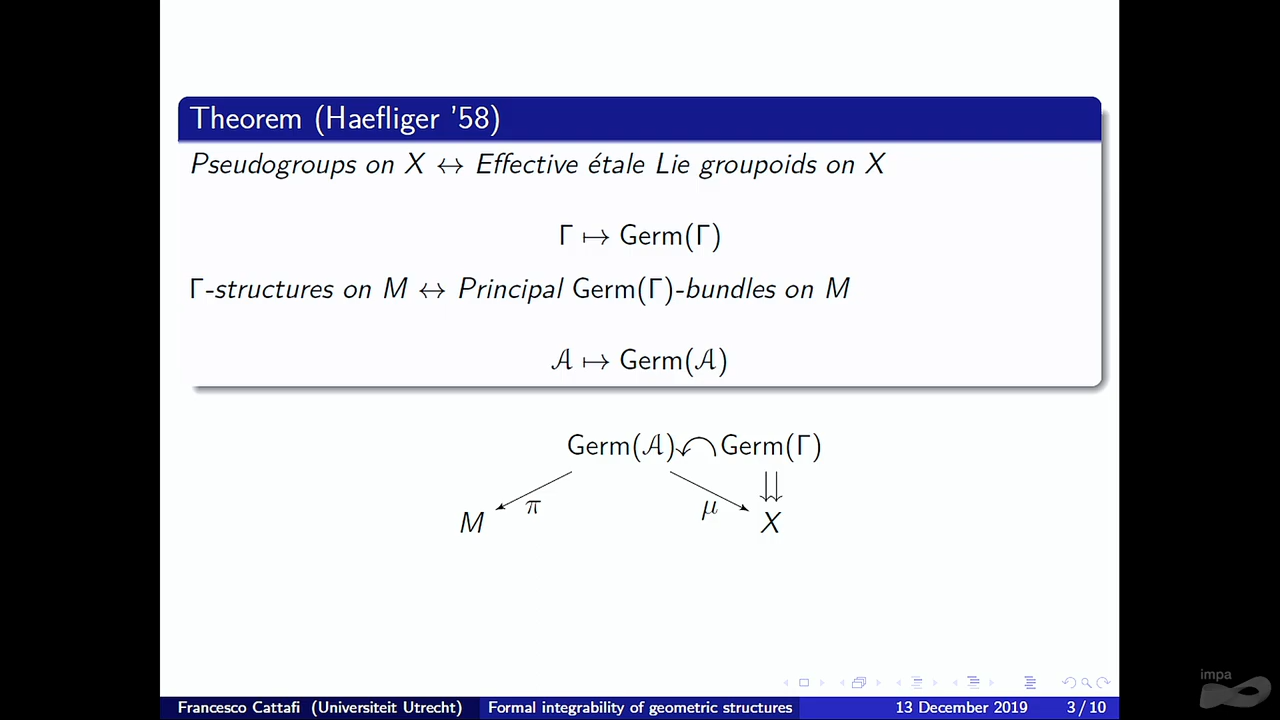 Theorem (Haefliger '58)
Pseudogroups on X ↔ Effective étale Lie groupoids on X
Γ ↦ Germ(Γ)
Γ-structures on M ↔ Principal Germ(Γ)-bundles on M
𝒜 ↦ Germ(𝒜)
Germ(𝒜) Germ(Γ)
π μ
M X
impa
Francesco Cattafi (Universiteit Utrecht) Formal integrability of geometric structures 13 December 2019 3 / 10